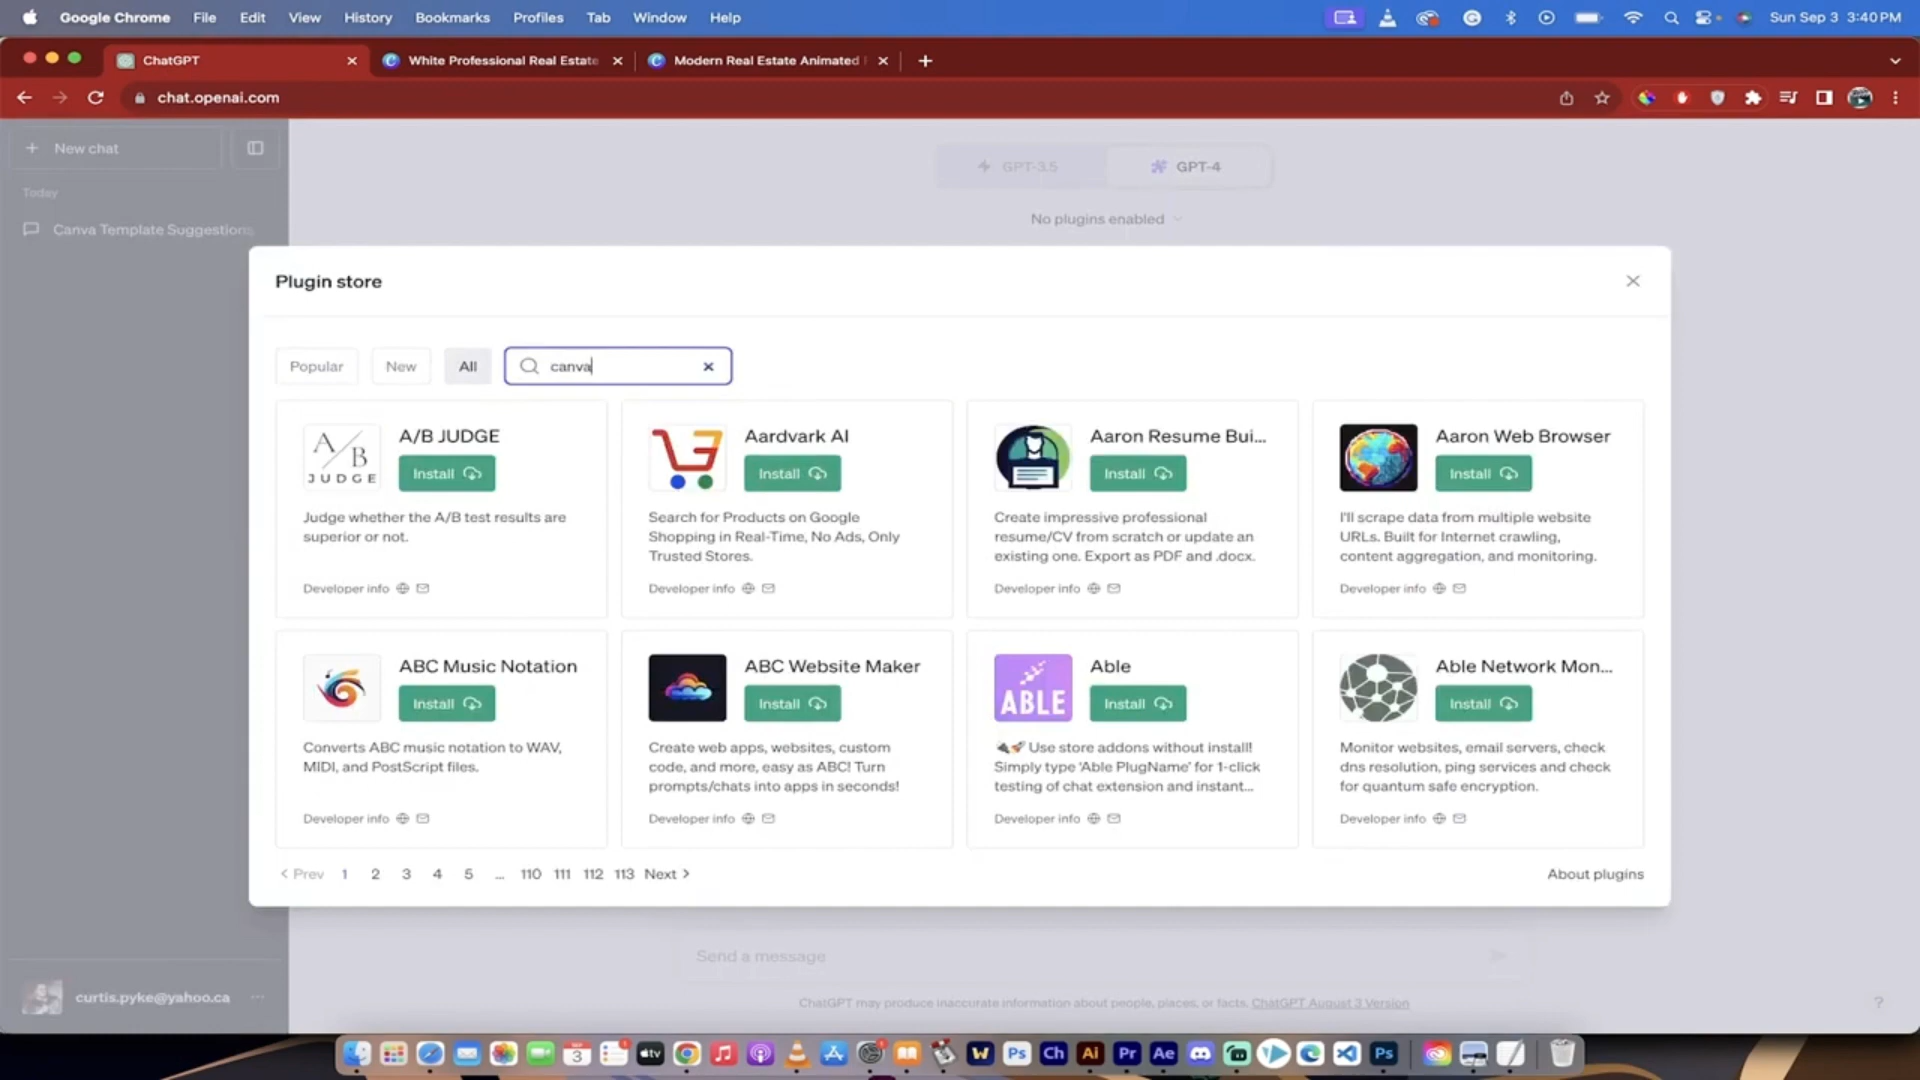 Google Chrome File Edit View History Bookmarks Profiles Tab Window Help Sun Sep 3 3:40 PM
ChatGPT White Professional Real Estate Modern Real Estate Animated
chat.openai.com
New chat
Today
Canva Template Suggestions
GPT-3.5 GPT-4
No plugins enabled
Plugin store
Popular New All canva
A/B JUDGE
Install
A/B
JUDGE
Judge whether the A/B test results are
superior or not.
Developer info
Aardvark AI
Install
Search for Products on Google
Shopping in Real-Time, No Ads, Only
Trusted Stores.
Developer info
Aaron Resume Bui...
Install
Create impressive professional
resume/CV from scratch or update an
existing one. Export as PDF and .docx.
Developer info
Aaron Web Browser
Install
I'll scrape data from multiple website
URLs. Built for Internet crawling,
content aggregation, and monitoring.
Developer info
ABC Music Notation
Install
Converts ABC music notation to WAV,
MIDI, and PostScript files.
Developer info
ABC Website Maker
Install
Create web apps, websites, custom
code, and more, easy as ABC! Turn
prompts/chats into apps in seconds!
Developer info
Able
Install
ABLE
Use store addons without install!
Simply type 'Able PlugName' for 1-click
testing of chat extension and instant...
Developer info
Able Network Mon...
Install
Monitor websites, email servers, check
dns resolution, ping services and check
for quantum safe encryption.
Developer info
< Prev 1 2 3 4 5 ... 110 111 112 113 Next > About plugins
Send a message
curtis.pyke@yahoo.ca
ChatGPT may produce inaccurate information about people, places, or facts. ChatGPT August 3 Version ?
3 tv W Ps Ch Ai Pr Ae Ps